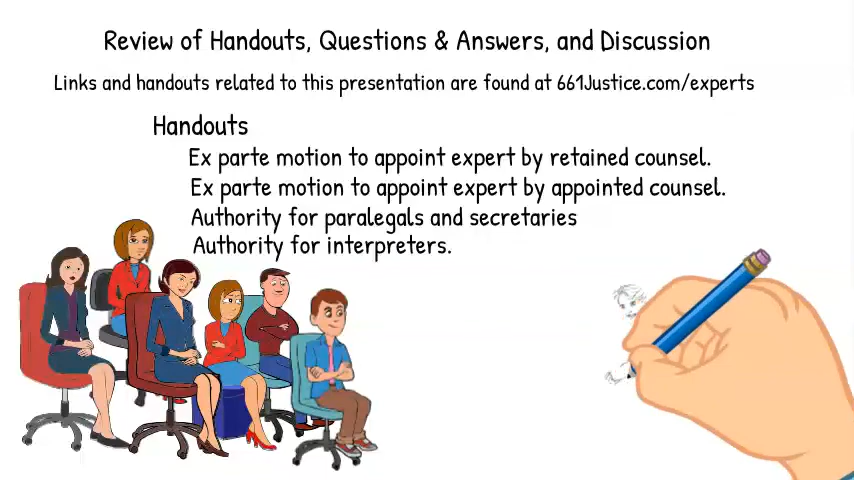 Review of Handouts, Questions & Answers, and Discussion
Links and handouts related to this presentation are found at 661Justice.com/experts
Handouts
Ex parte motion to appoint expert by retained counsel.
Ex parte motion to appoint expert by appointed counsel.
Authority for paralegals and secretaries
Authority for interpreters.